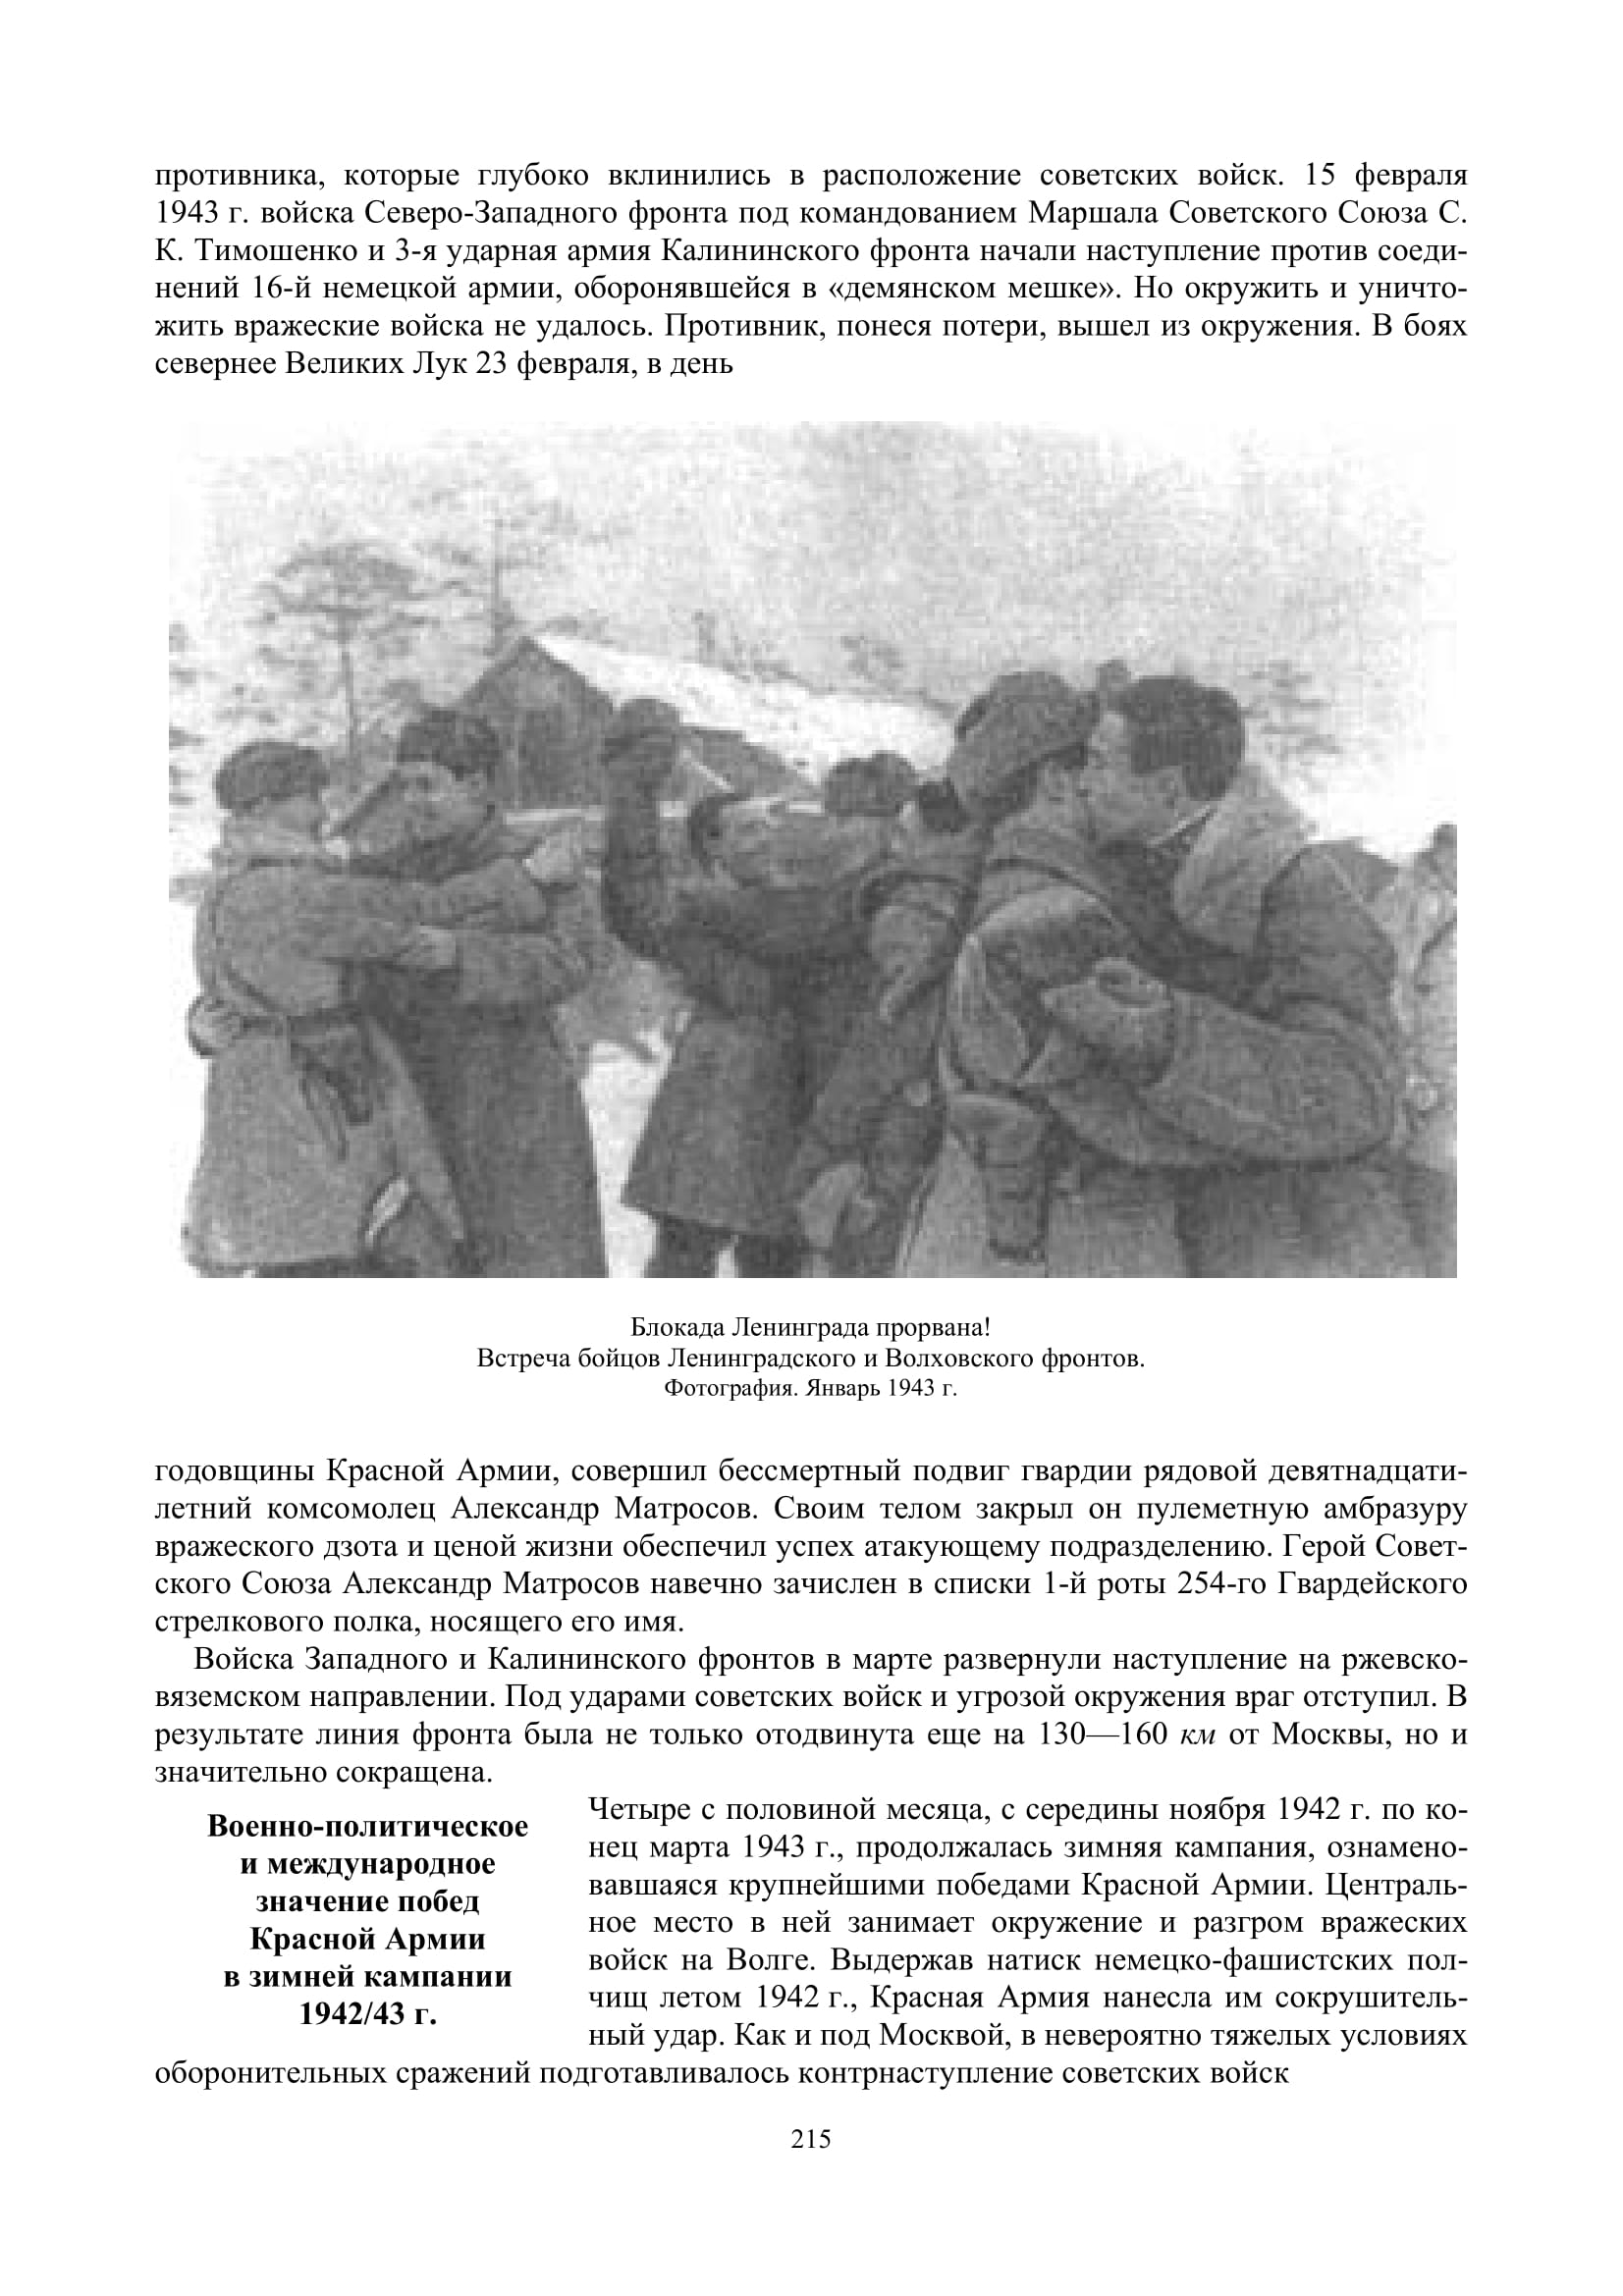 противника, которые глубоко вклинились в расположение советских войск. 15 февраля
1943 г. войска Северо-Западного фронта под командованием Маршала Советского Союза С.
К. Тимошенко и 3-я ударная армия Калининского фронта начали наступление против соеди-
нений 16-й немецкой армии, оборонявшейся в «демянском мешке». Но окружить и уничто-
жить вражеские войска не удалось. Противник, понеся потери, вышел из окружения. В боях
севернее Великих Лук 23 февраля, в день
Блокада Ленинграда прорвана!
Встреча бойцов Ленинградского и Волховского фронтов.
Фотография. Январь 1943 г.
годовщины Красной Армии, совершил бессмертный подвиг гвардии рядовой девятнадцати-
летний комсомолец Александр Матросов. Своим телом закрыл он пулеметную амбразуру
вражеского дзота и ценой жизни обеспечил успех атакующему подразделению. Герой Совет-
ского Союза Александр Матросов навечно зачислен в списки 1-й роты 254-го Гвардейского
стрелкового полка, носящего его имя.
Войска Западного и Калининского фронтов в марте развернули наступление на ржевско-
вяземском направлении. Под ударами советских войск и угрозой окружения враг отступил. В
результате линия фронта была не только отодвинута еще на 130—160 км от Москвы, но и
значительно сокращена.
Военно-политическое
и международное
значение побед
Красной Армии
в зимней кампании
1942/43 г.
Четыре с половиной месяца, с середины ноября 1942 г. по ко-
нец марта 1943 г., продолжалась зимняя кампания, ознамено-
вавшаяся крупнейшими победами Красной Армии. Централь-
ное место в ней занимает окружение и разгром вражеских
войск на Волге. Выдержав натиск немецко-фашистских пол-
чищ летом 1942 г., Красная Армия нанесла им сокрушитель-
ный удар. Как и под Москвой, в невероятно тяжелых условиях
оборонительных сражений подготавливалось контрнаступление советских войск
215